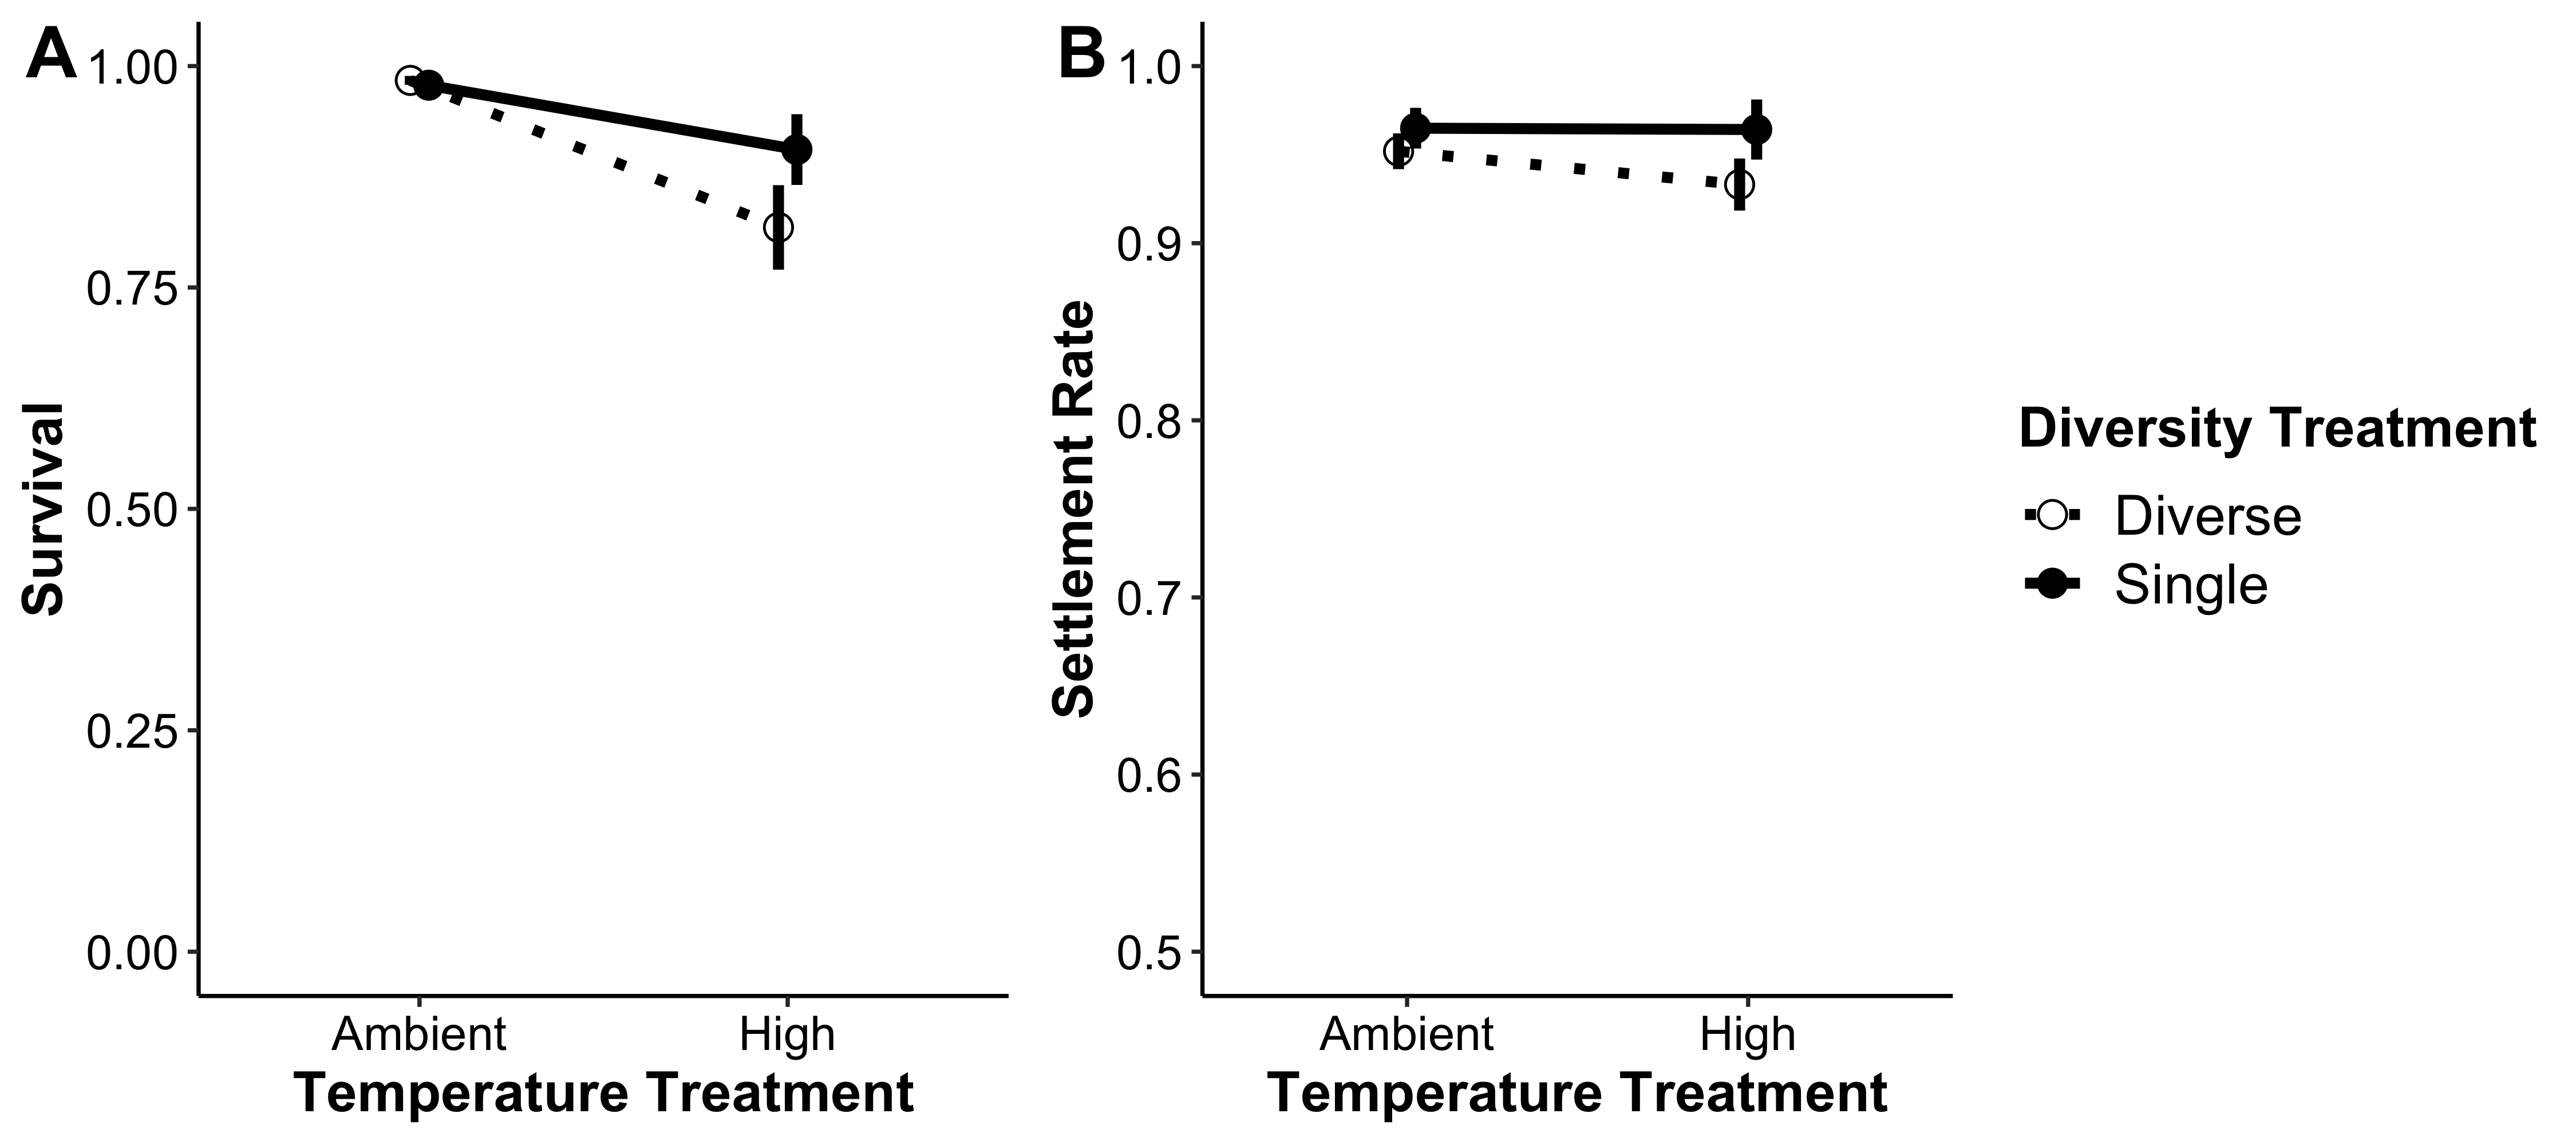 A
1.00
0.75
0.50
0.25
0.00
Survival
Ambient High
Temperature Treatment
B
1.0
0.9
0.8
0.7
0.6
0.5
Settlement Rate
Ambient High
Temperature Treatment
Diversity Treatment
Diverse
Single